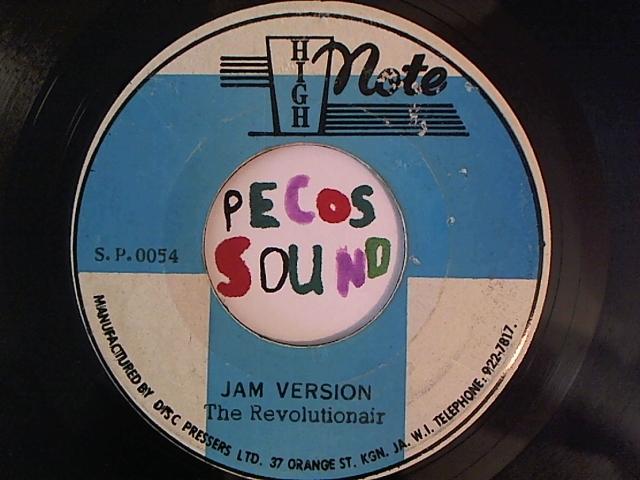 HIGH Note
PECOS
SOUND
S.P.0054
JAM VERSION
The Revolutionair
MANUFACTURED BY DISC PRESSERS LTD. 37 ORANGE ST. KGN. JA. W.I. TELEPHONE: 922-7817.